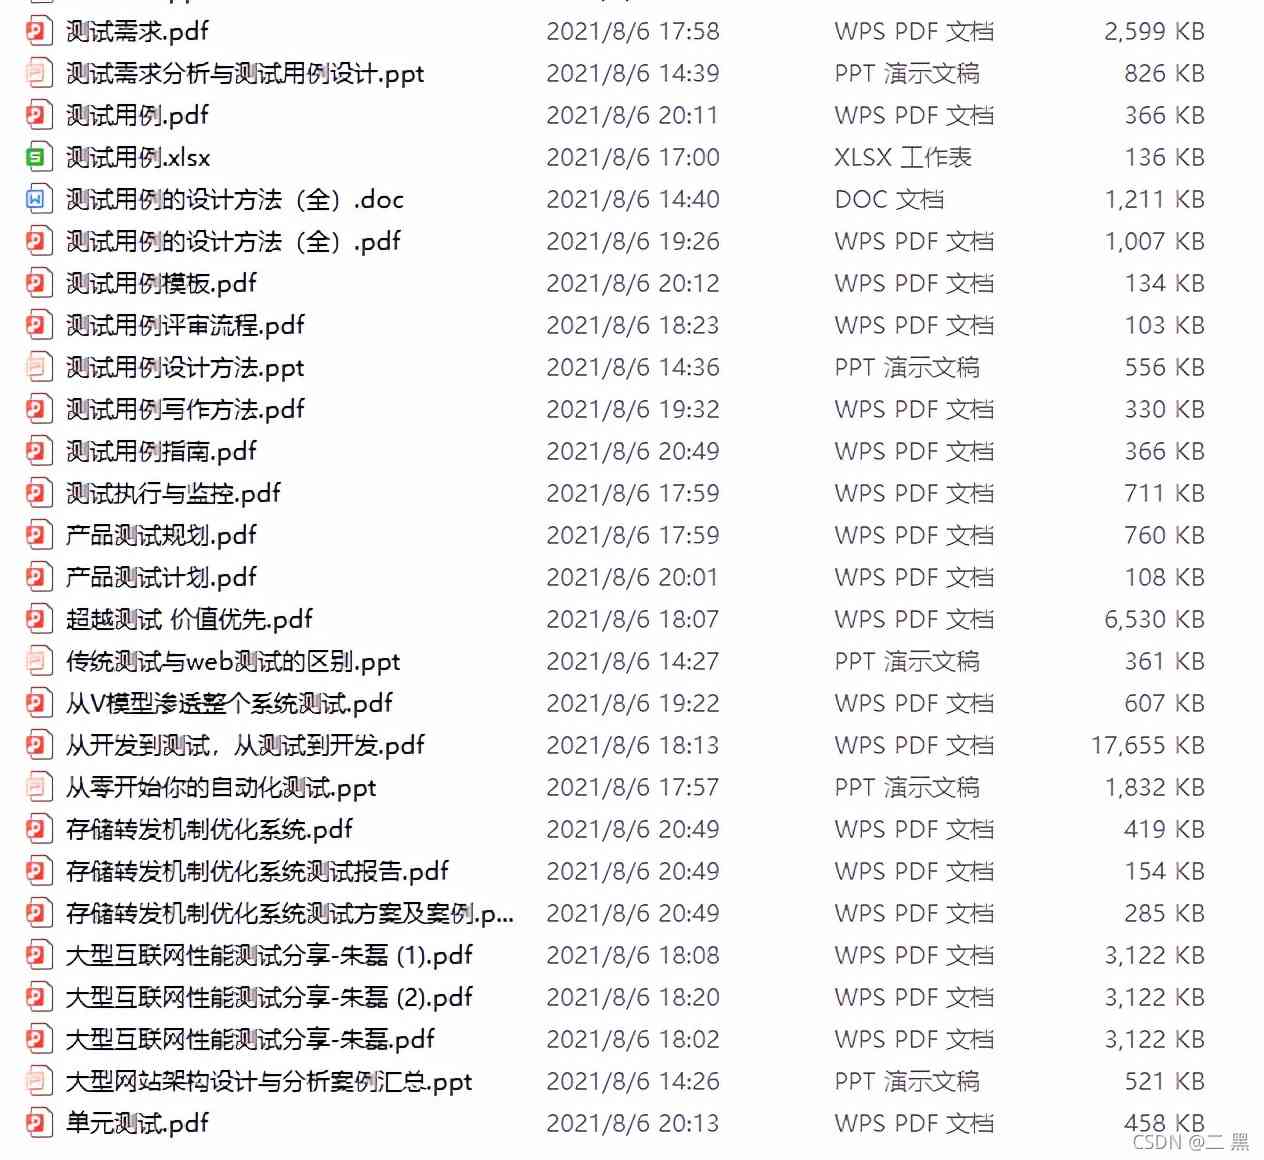 测试需求.pdf 2021/8/6 17:58 WPS PDF 文档 2,599 KB
测试需求分析与测试用例设计.ppt 2021/8/6 14:39 PPT 演示文稿 826 KB
测试用例.pdf 2021/8/6 20:11 WPS PDF 文档 366 KB
测试用例.xlsx 2021/8/6 17:00 XLSX 工作表 136 KB
测试用例的设计方法（全）.doc 2021/8/6 14:40 DOC 文档 1,211 KB
测试用例的设计方法（全）.pdf 2021/8/6 19:26 WPS PDF 文档 1,007 KB
测试用例模板.pdf 2021/8/6 20:12 WPS PDF 文档 134 KB
测试用例评审流程.pdf 2021/8/6 18:23 WPS PDF 文档 103 KB
测试用例设计方法.ppt 2021/8/6 14:36 PPT 演示文稿 556 KB
测试用例写作方法.pdf 2021/8/6 19:32 WPS PDF 文档 330 KB
测试用例指南.pdf 2021/8/6 20:49 WPS PDF 文档 366 KB
测试执行与监控.pdf 2021/8/6 17:59 WPS PDF 文档 711 KB
产品测试规划.pdf 2021/8/6 17:59 WPS PDF 文档 760 KB
产品测试计划.pdf 2021/8/6 20:01 WPS PDF 文档 108 KB
超越测试 价值优先.pdf 2021/8/6 18:07 WPS PDF 文档 6,530 KB
传统测试与web测试的区别.ppt 2021/8/6 14:27 PPT 演示文稿 361 KB
从V模型渗透整个系统测试.pdf 2021/8/6 19:22 WPS PDF 文档 607 KB
从开发到测试，从测试到开发.pdf 2021/8/6 18:13 WPS PDF 文档 17,655 KB
从零开始你的自动化测试.ppt 2021/8/6 17:57 PPT 演示文稿 1,832 KB
存储转发机制优化系统.pdf 2021/8/6 20:49 WPS PDF 文档 419 KB
存储转发机制优化系统测试报告.pdf 2021/8/6 20:49 WPS PDF 文档 154 KB
存储转发机制优化系统测试方案及案例.p... 2021/8/6 20:49 WPS PDF 文档 285 KB
大型互联网性能测试分享-朱磊 (1).pdf 2021/8/6 18:08 WPS PDF 文档 3,122 KB
大型互联网性能测试分享-朱磊 (2).pdf 2021/8/6 18:20 WPS PDF 文档 3,122 KB
大型互联网性能测试分享-朱磊.pdf 2021/8/6 18:02 WPS PDF 文档 3,122 KB
大型网站架构设计与分析案例汇总.ppt 2021/8/6 14:26 PPT 演示文稿 521 KB
单元测试.pdf 2021/8/6 20:13 WPS PDF 文档 458 KB
CSDN @二 黑